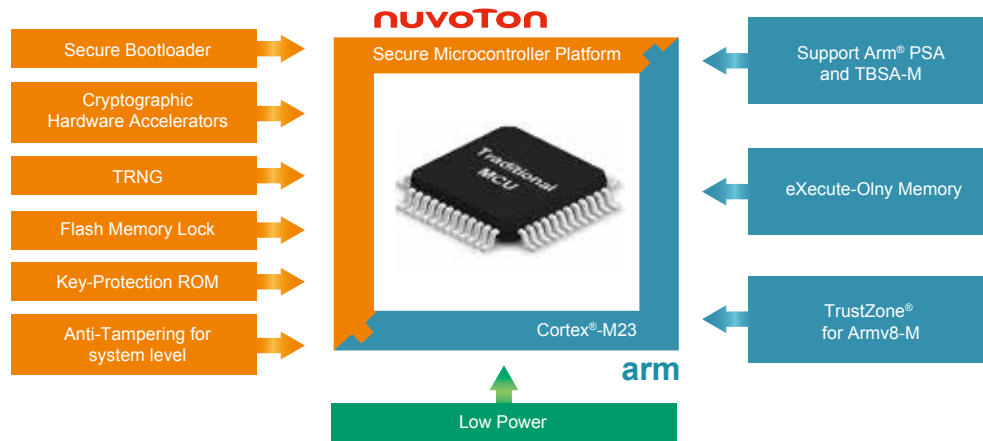 nuvoTon
Secure Bootloader
Cryptographic
Hardware Accelerators
TRNG
Flash Memory Lock
Key-Protection ROM
Anti-Tampering for
system level
Secure Microcontroller Platform
Traditional
MCU
Cortex®-M23
arm
Low Power
Support Arm® PSA
and TBSA-M
eXecute-Olny Memory
TrustZone®
for Armv8-M